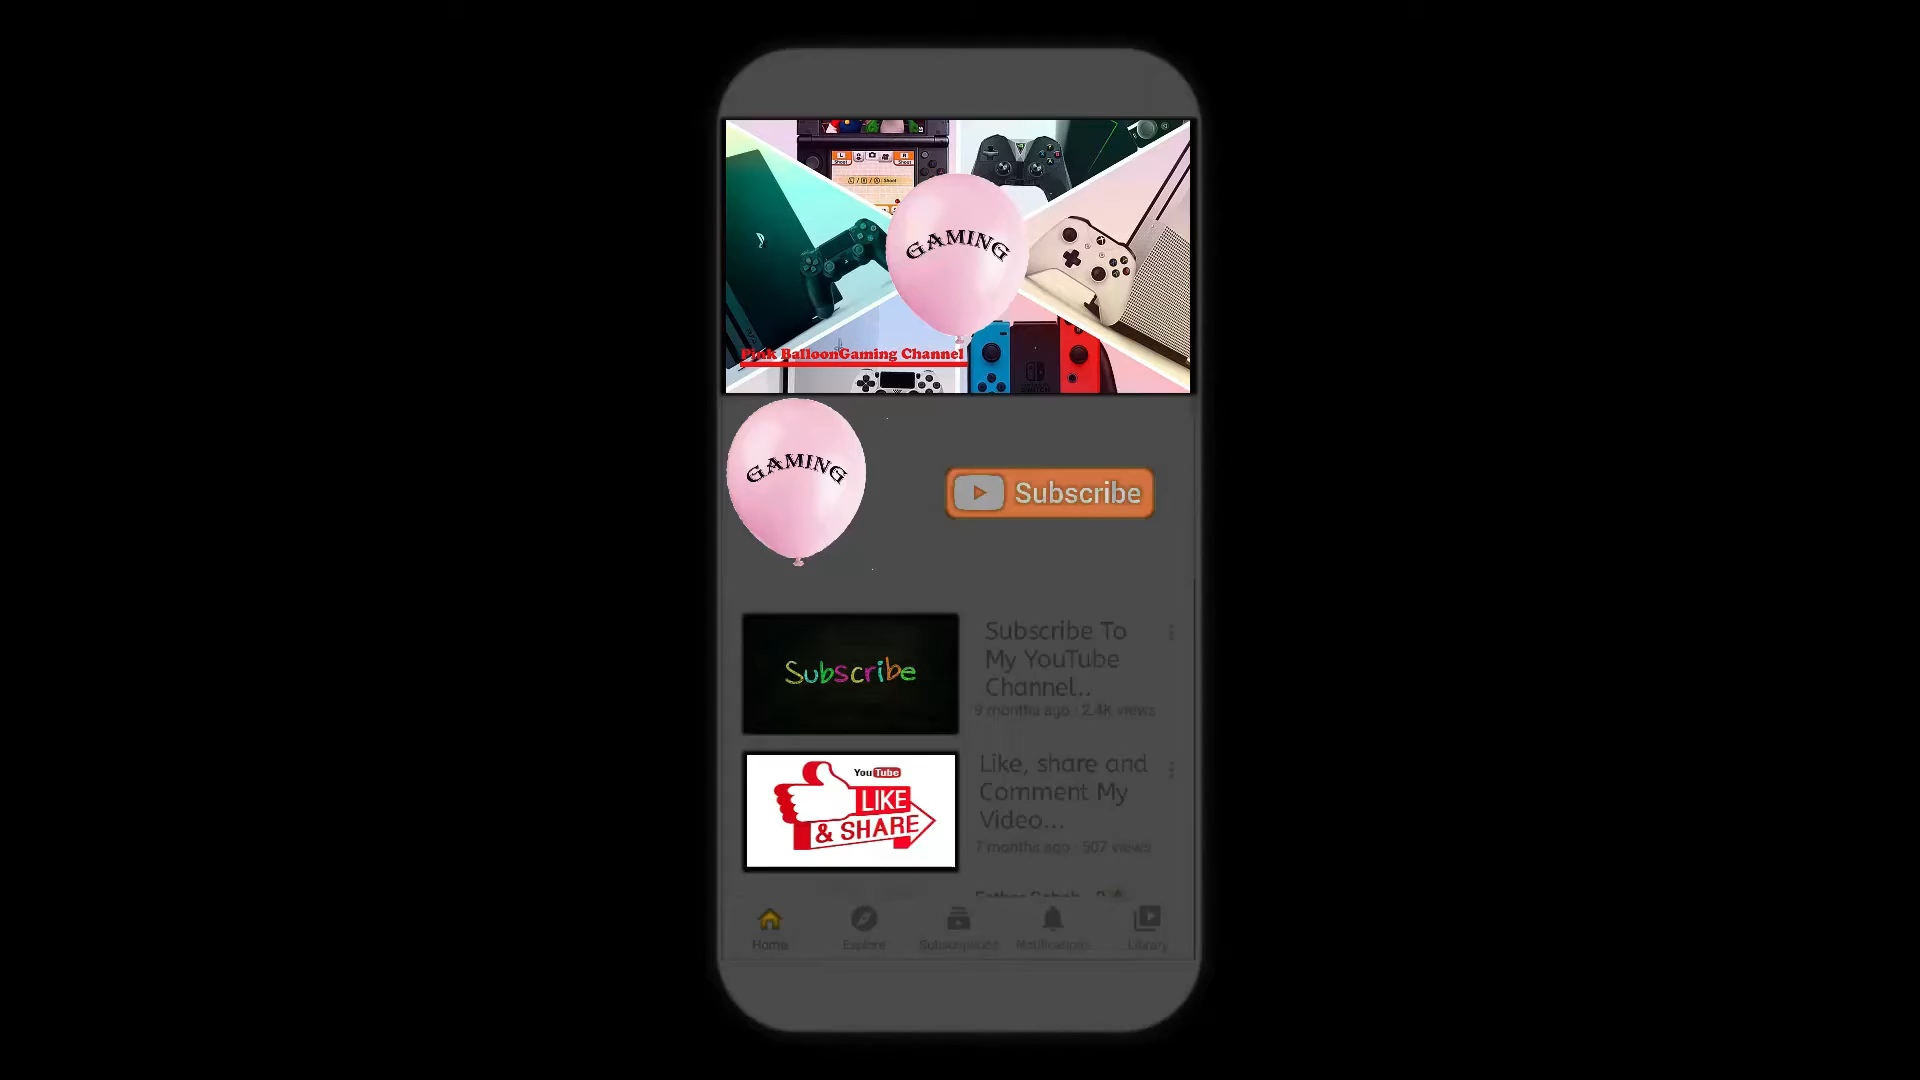 GAMING
Pink BalloonGaming Channel
GAMING
Subscribe
Subscribe
Subscribe To
My YouTube
Channel..
9 months ago · 2.4K views
YouTube
LIKE
& SHARE
Like, share and
Comment My
Video...
7 months ago · 507 views
Home
Explore
Subscriptions
Notifications
Library